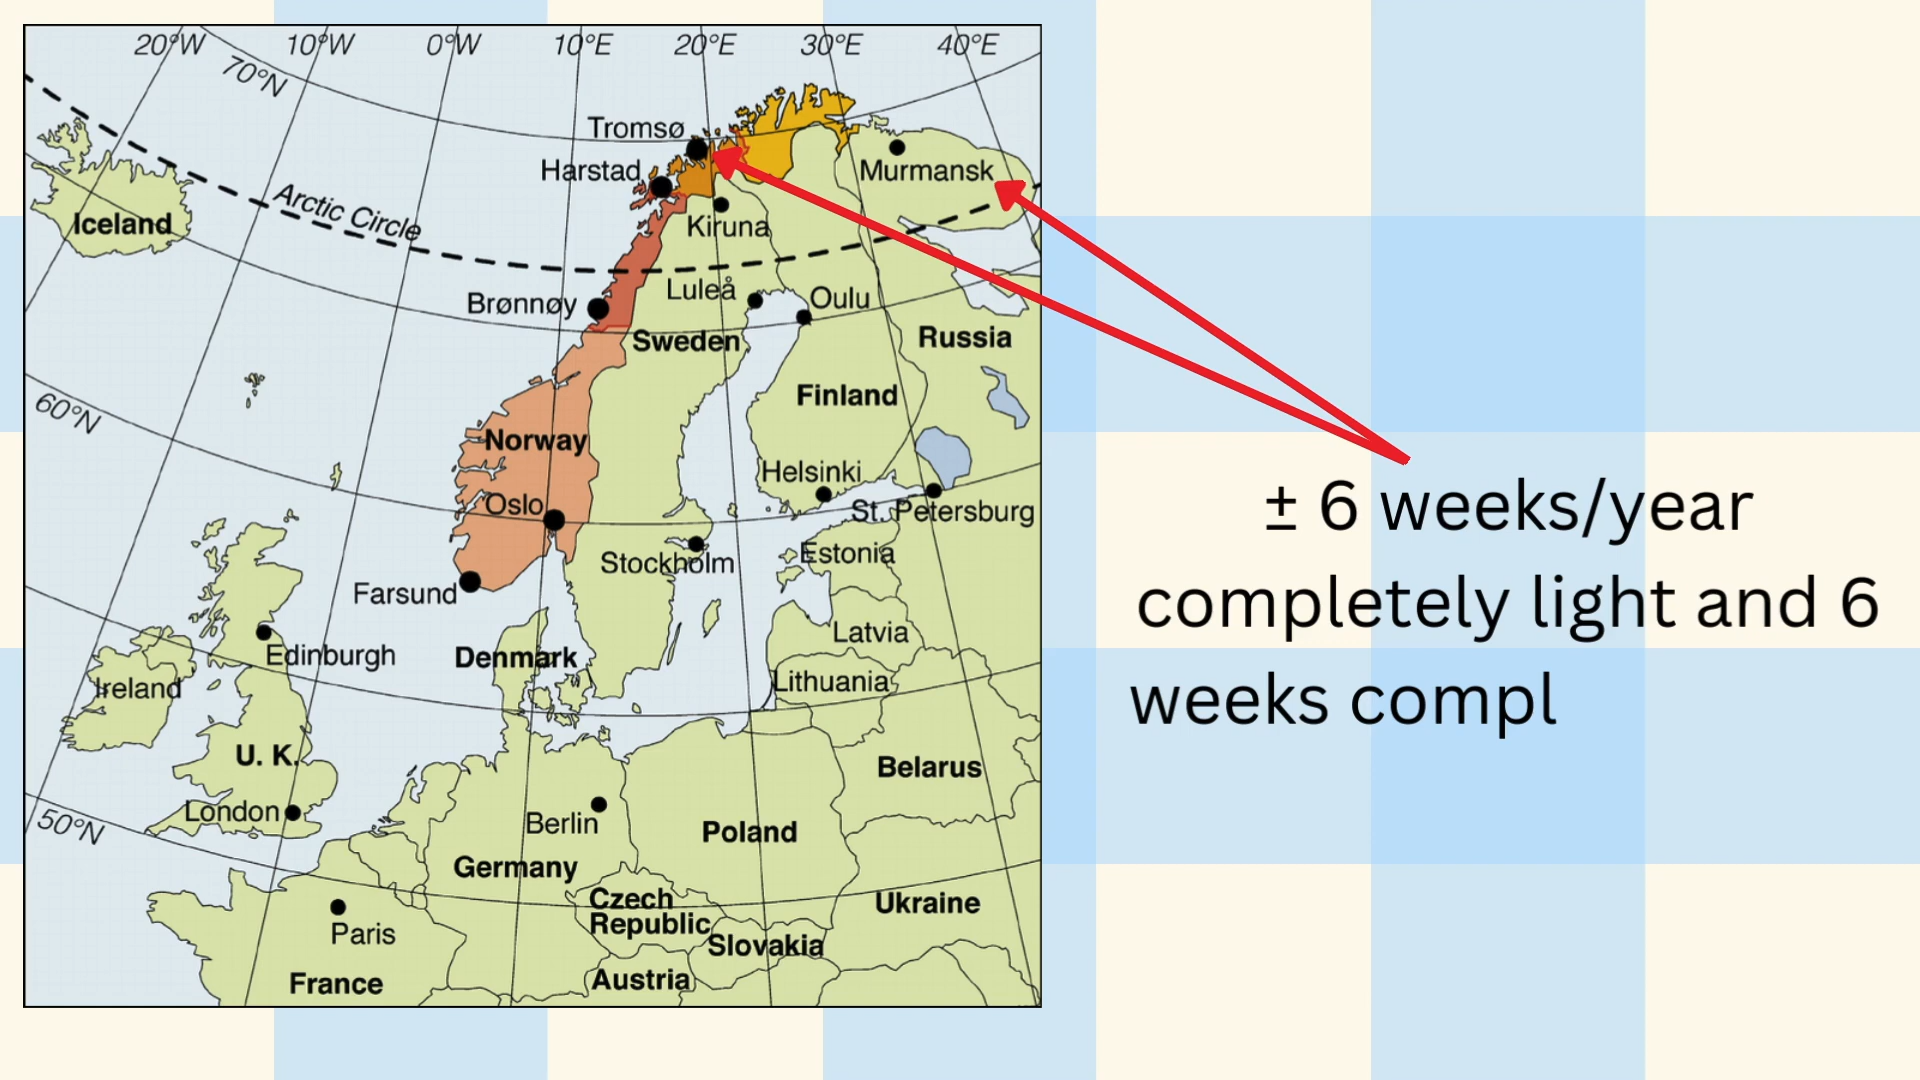 20°W
10°W
0°W
10°E
20°E
30°E
40°E
70°N
Tromsø
Harstad
Murmansk
Arctic Circle
Iceland
Kiruna
Luleå
Oulu
Brønnøy
Sweden
Russia
Finland
60°N
Norway
Helsinki
Oslo
St. Petersburg
Stockholm
Estonia
Farsund
Latvia
Edinburgh
Denmark
Ireland
Lithuania
U. K.
Belarus
London
Berlin
Poland
50°N
Germany
Czech
Republic
Ukraine
Paris
Slovakia
France
Austria
± 6 weeks/year
completely light and 6
weeks compl